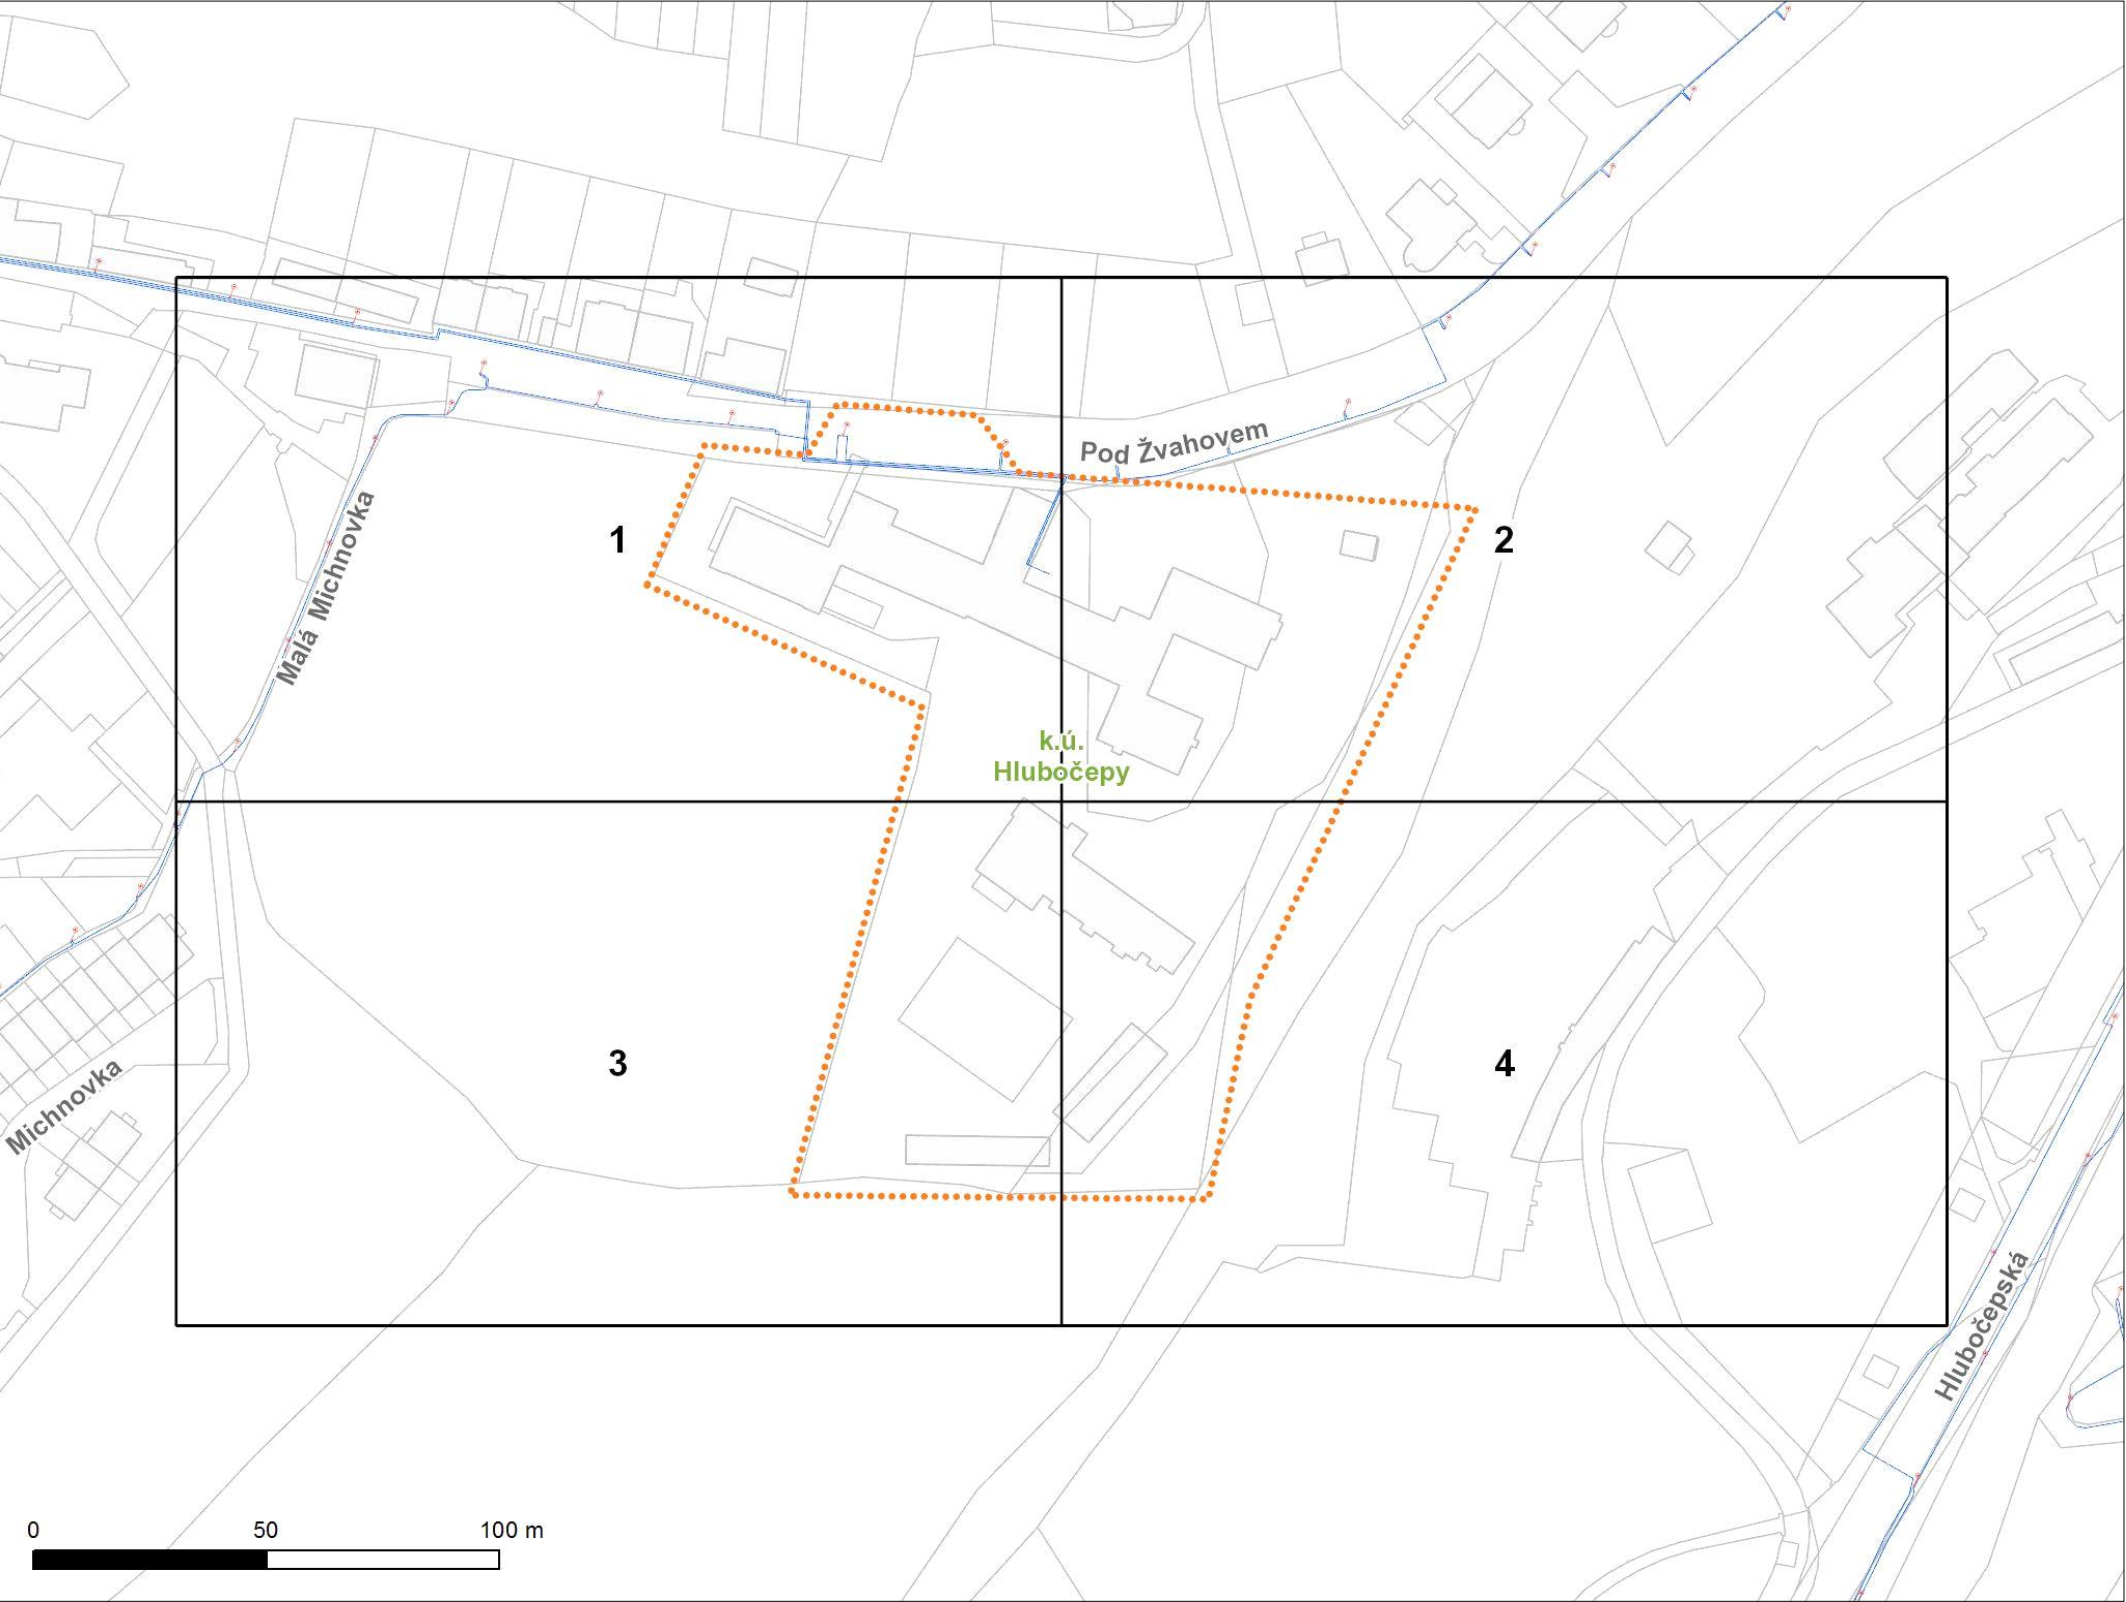 Pod Žvahovem
1
2
Malá Michnovka
k.ú.
Hlubočepy
3
4
Michnovka
Hlubočepská
0 50 100 m